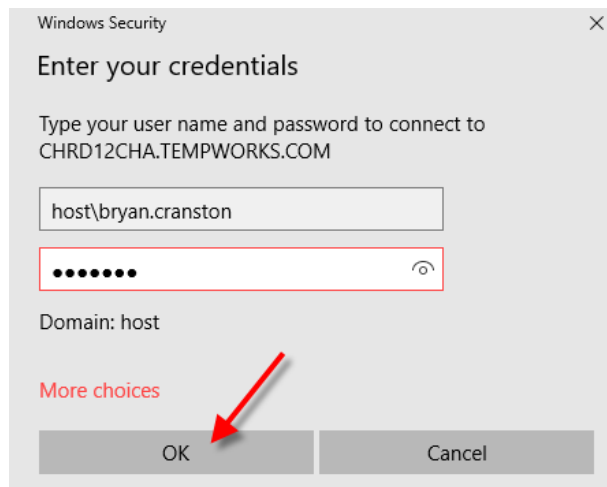 Windows Security
Enter your credentials
Type your user name and password to connect to
CHRD12CHA.TEMPWORKS.COM
host\bryan.cranston
•••••••
Domain: host
More choices
OK
Cancel